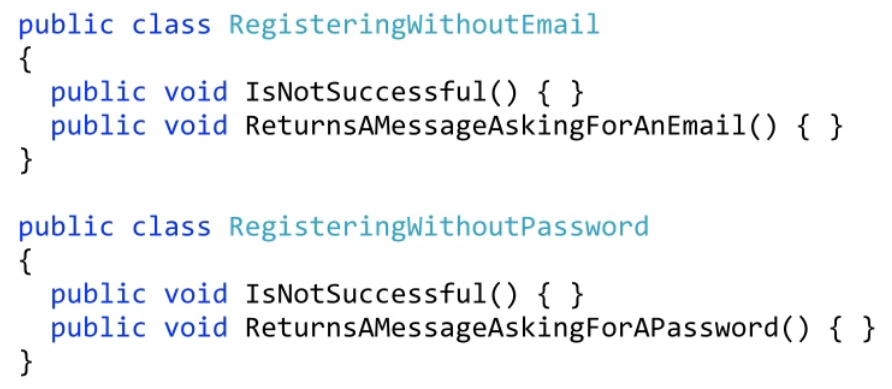 public class RegisteringWithoutEmail
{
  public void IsNotSuccessful() { }
  public void ReturnsAMessageAskingForAnEmail() { }
}

public class RegisteringWithoutPassword
{
  public void IsNotSuccessful() { }
  public void ReturnsAMessageAskingForAPassword() { }
}